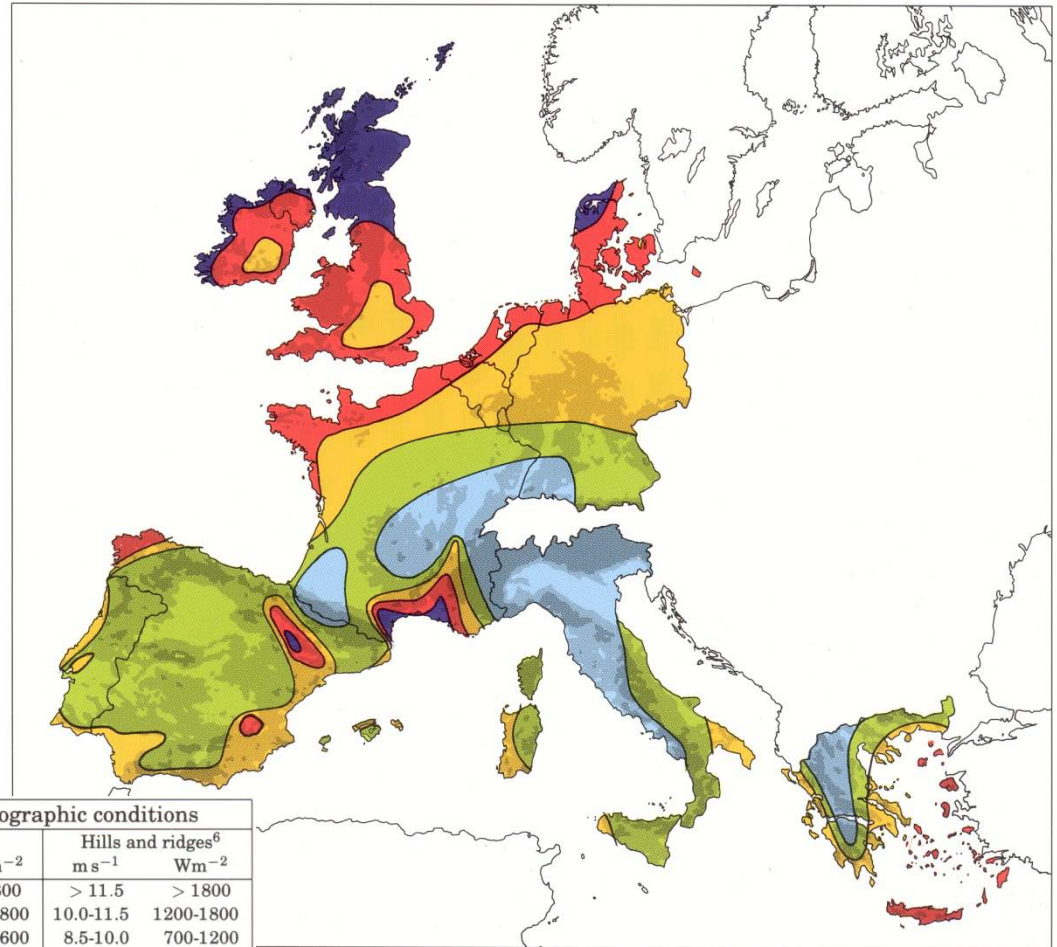 ographic conditions
Hills and ridges⁶
m s⁻¹ Wm⁻²
> 11.5 > 1800
10.0-11.5 1200-1800
8.5-10.0 700-1200